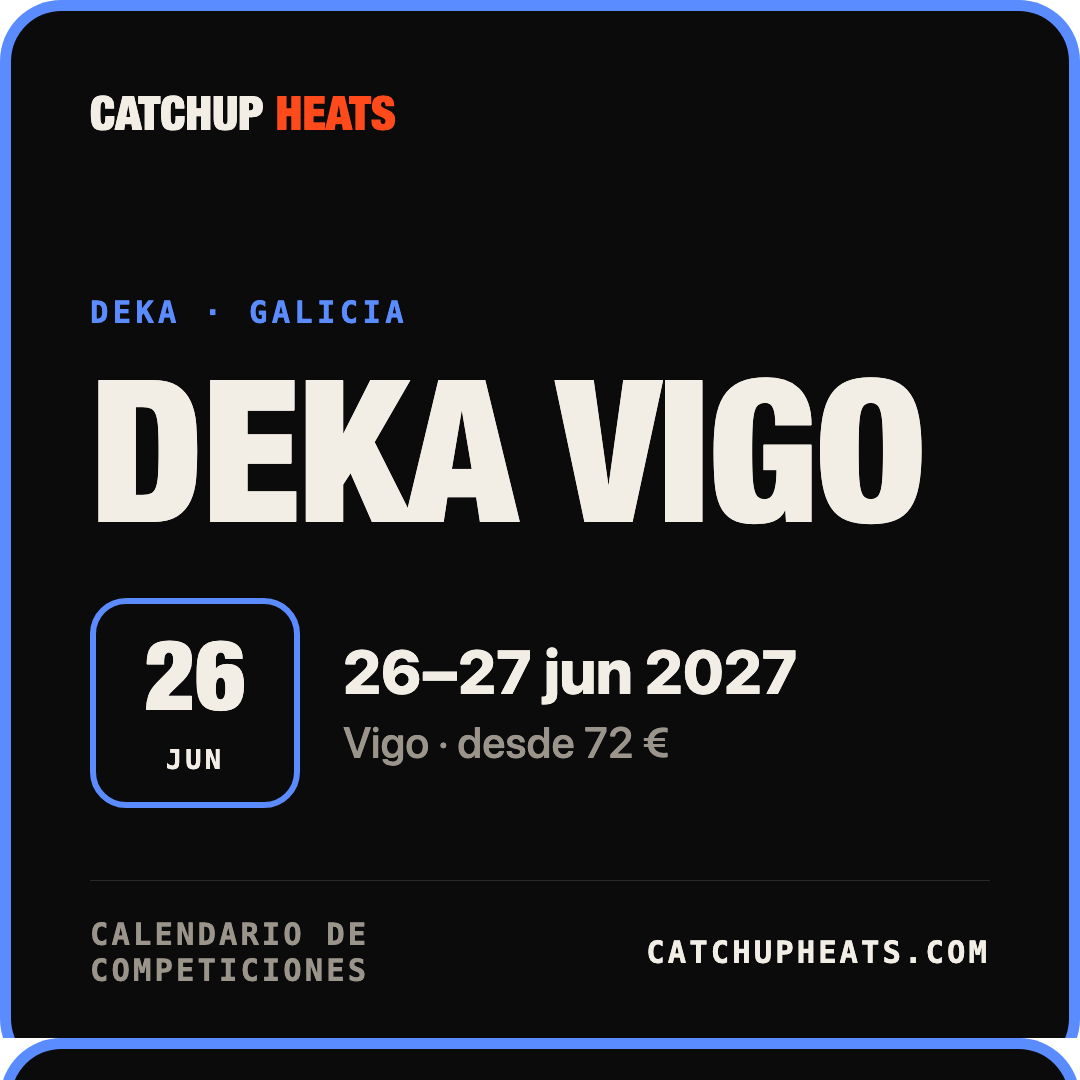 CATCHUP HEATS
DEKA · GALICIA
DEKA VIGO
26
JUN
26–27 jun 2027
Vigo · desde 72 €
CALENDARIO DE
COMPETICIONES
CATCHUPHEATS.COM